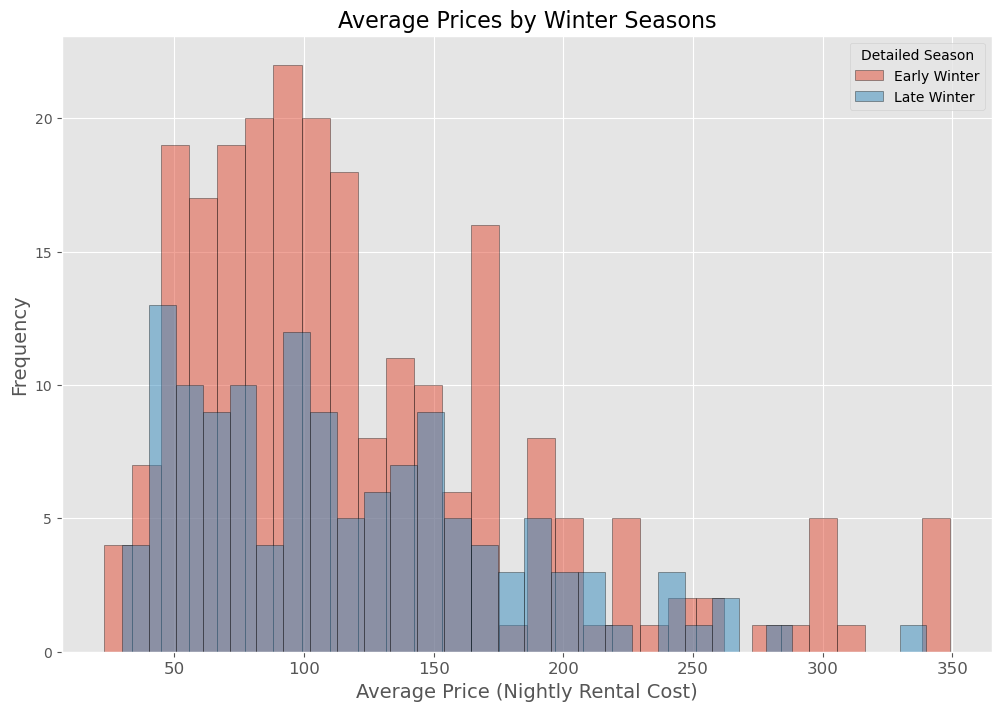 Average Prices by Winter Seasons
Detailed Season
Early Winter
Late Winter
Frequency
20
15
10
5
0
50
100
150
200
250
300
350
Average Price (Nightly Rental Cost)